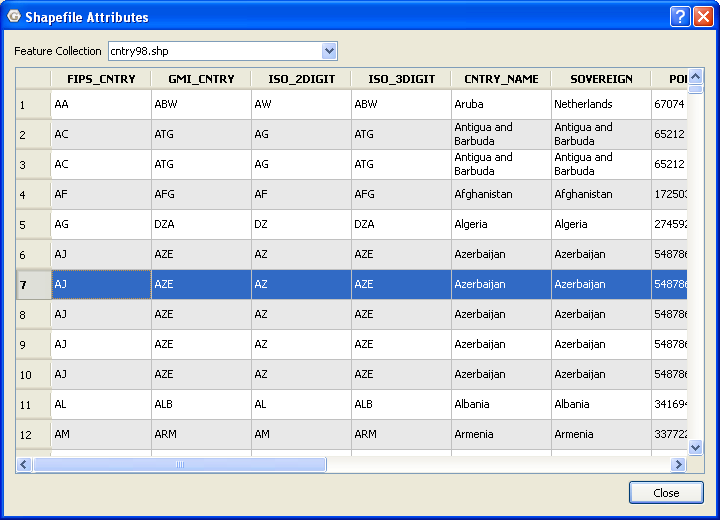 Shapefile Attributes
Feature Collection cntry98.shp
FIPS_CNTRY GMI_CNTRY ISO_2DIGIT ISO_3DIGIT CNTRY_NAME SOVEREIGN
1 AA ABW AW ABW Aruba Netherlands 67074
2 AC ATG AG ATG Antigua and Barbuda Antigua and Barbuda 65212
3 AC ATG AG ATG Antigua and Barbuda Antigua and Barbuda 65212
4 AF AFG AF AFG Afghanistan Afghanistan 172503
5 AG DZA DZ DZA Algeria Algeria 274592
6 AJ AZE AZ AZE Azerbaijan Azerbaijan 548786
7 AJ AZE AZ AZE Azerbaijan Azerbaijan 548786
8 AJ AZE AZ AZE Azerbaijan Azerbaijan 548786
9 AJ AZE AZ AZE Azerbaijan Azerbaijan 548786
10 AJ AZE AZ AZE Azerbaijan Azerbaijan 548786
11 AL ALB AL ALB Albania Albania 341694
12 AM ARM AM ARM Armenia Armenia 337722
Close